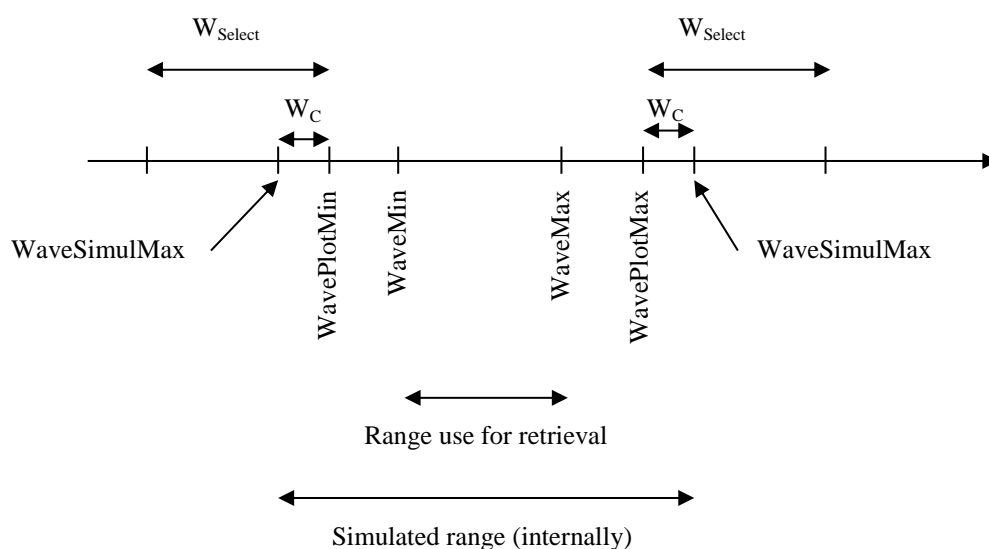 W_Select
W_Select
W_C
W_C
WaveSimulMax
WavePlotMin
WaveMin
WaveMax
WavePlotMax
WaveSimulMax
Range use for retrieval
Simulated range (internally)